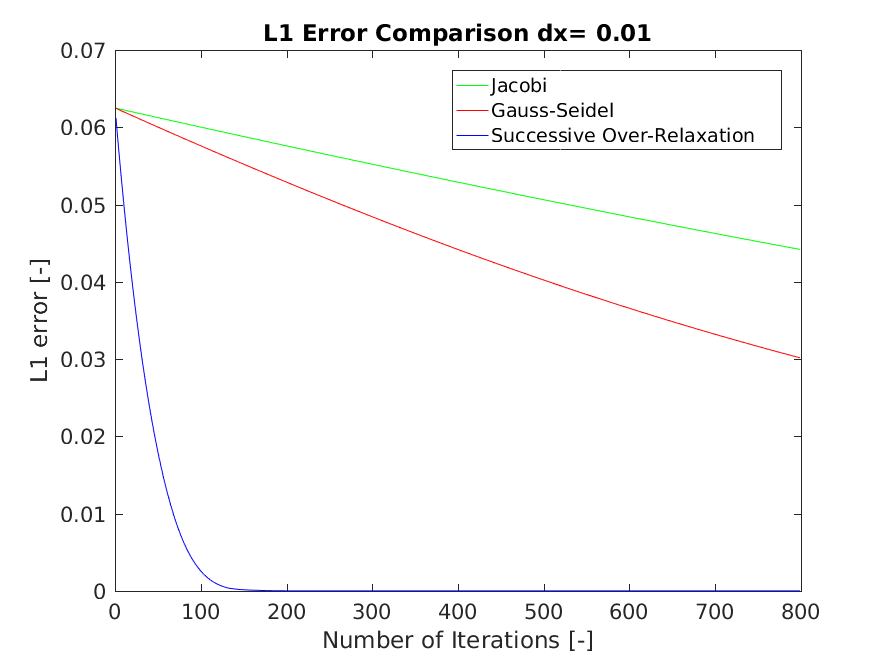 L1 Error Comparison dx= 0.01
0.07
0.06
0.05
0.04
0.03
0.02
0.01
0
L1 error [-]
Jacobi
Gauss-Seidel
Successive Over-Relaxation
0 100 200 300 400 500 600 700 800
Number of Iterations [-]